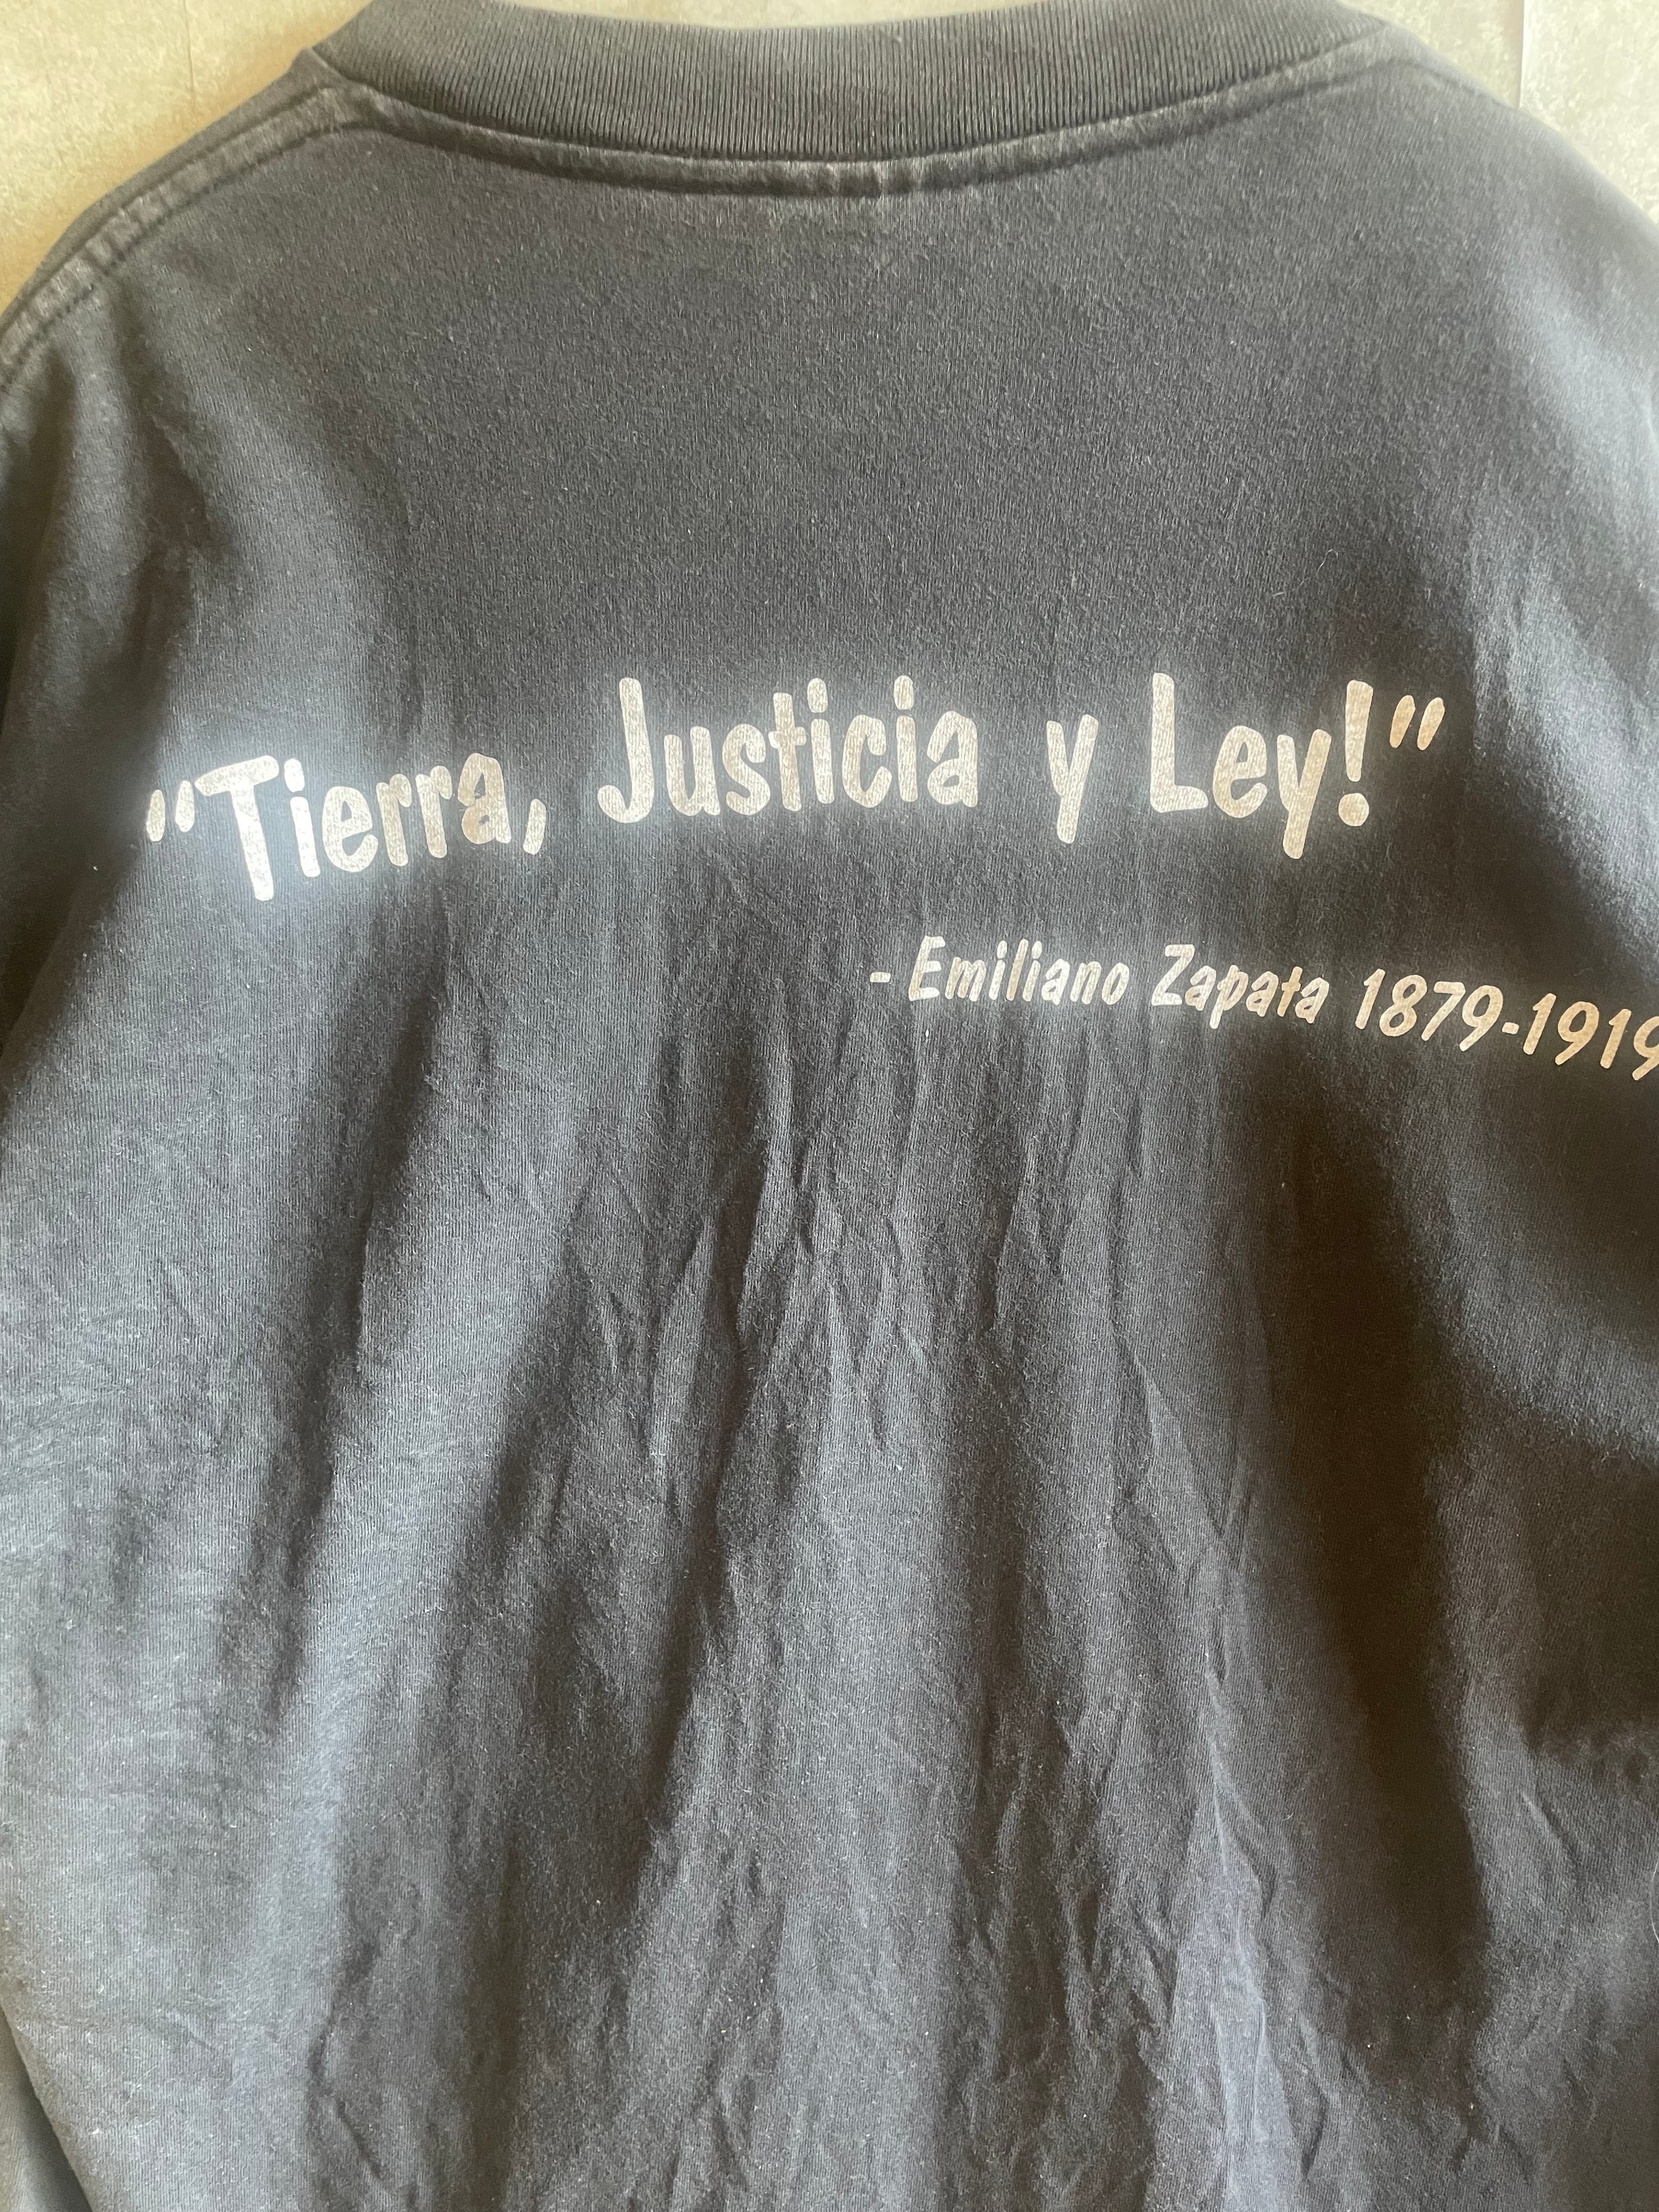 "Tierra, Justicia y Ley!"
- Emiliano Zapata 1879-1919